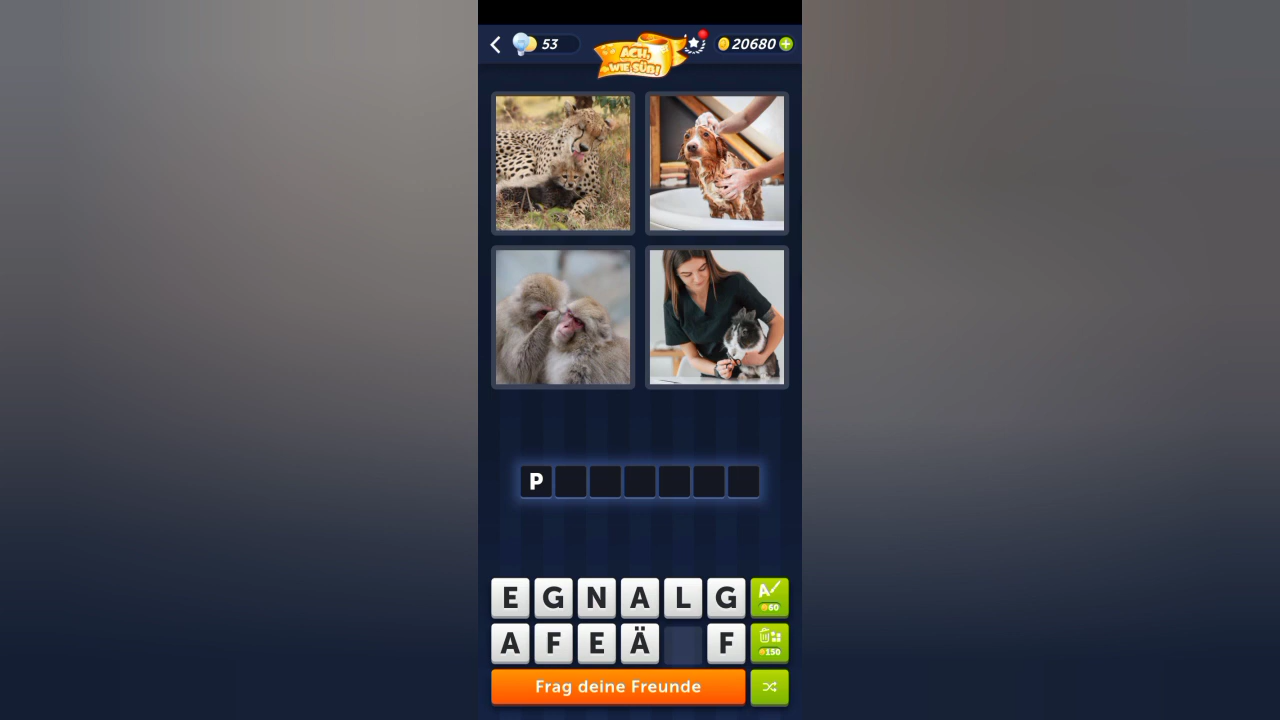 53
ACH,
WIE SÜß!
20680
P
E G N A L G
A
60
A F E Ä F
150
Frag deine Freunde